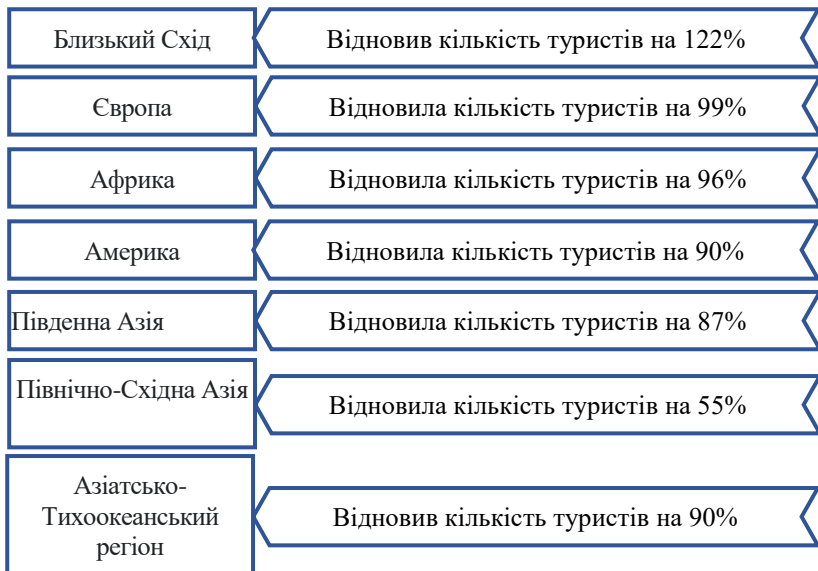 Близький Схід
Відновив кількість туристів на 122%
Європа
Відновила кількість туристів на 99%
Африка
Відновила кількість туристів на 96%
Америка
Відновила кількість туристів на 90%
Південна Азія
Відновила кількість туристів на 87%
Північно-Східна Азія
Відновила кількість туристів на 55%
Азіатсько-
Тихоокеанський
регіон
Відновив кількість туристів на 90%